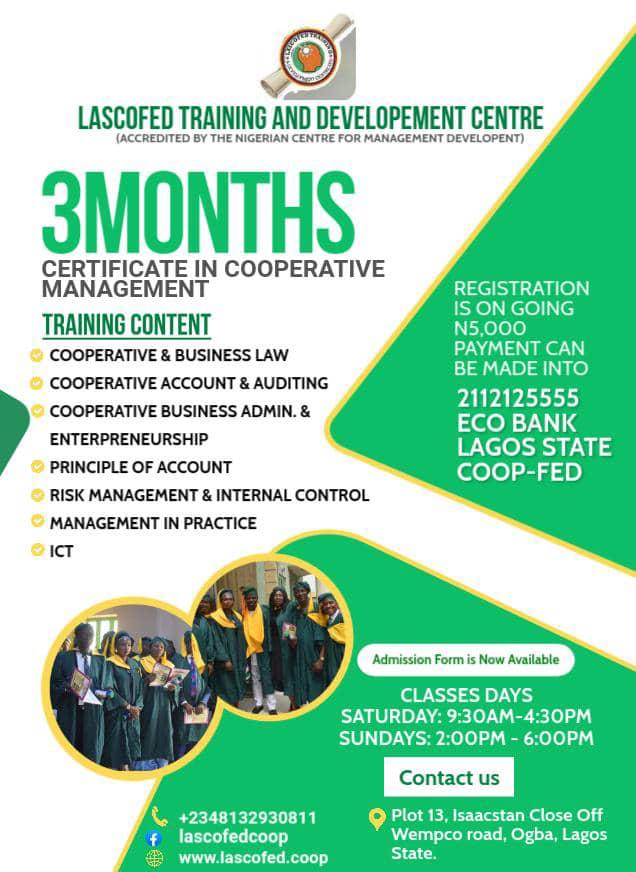 LASCOFED TRAINING AND DEVELOPEMENT CENTRE
(ACCREDITED BY THE NIGERIAN CENTRE FOR MANAGEMENT DEVELOPENT)
3MONTHS
CERTIFICATE IN COOPERATIVE
MANAGEMENT
TRAINING CONTENT
COOPERATIVE & BUSINESS LAW
COOPERATIVE ACCOUNT & AUDITING
COOPERATIVE BUSINESS ADMIN. &
ENTERPRENEURSHIP
PRINCIPLE OF ACCOUNT
RISK MANAGEMENT & INTERNAL CONTROL
MANAGEMENT IN PRACTICE
ICT
REGISTRATION
IS ON GOING
N5,000
PAYMENT CAN
BE MADE INTO
2112125555
ECO BANK
LAGOS STATE
COOP-FED
Admission Form is Now Available
CLASSES DAYS
SATURDAY: 9:30AM-4:30PM
SUNDAYS: 2:00PM - 6:00PM
Contact us
+2348132930811
lascofedcoop
www.lascofed.coop
Plot 13, Isaacstan Close Off
Wempco road, Ogba, Lagos
State.